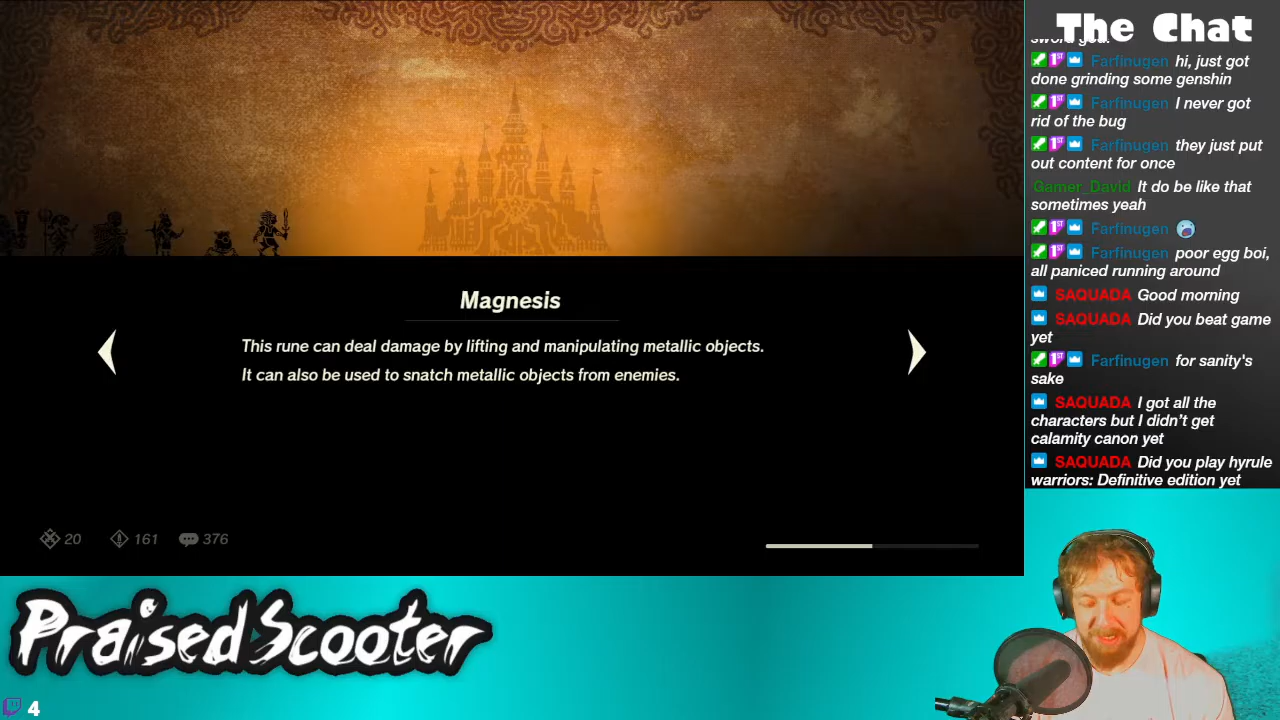 The Chat
sword god.
Farfinugen hi, just got
done grinding some genshin
Farfinugen I never got
rid of the bug
Farfinugen they just put
out content for once
Gamer_David It do be like that
sometimes yeah
Farfinugen
Farfinugen poor egg boi,
all paniced running around
SAQUADA Good morning
SAQUADA Did you beat game
yet
Farfinugen for sanity's
sake
SAQUADA I got all the
characters but I didn't get
calamity canon yet
SAQUADA Did you play hyrule
warriors: Definitive edition yet
Magnesis
This rune can deal damage by lifting and manipulating metallic objects.
It can also be used to snatch metallic objects from enemies.
20 161 376
PraisedScooter
4